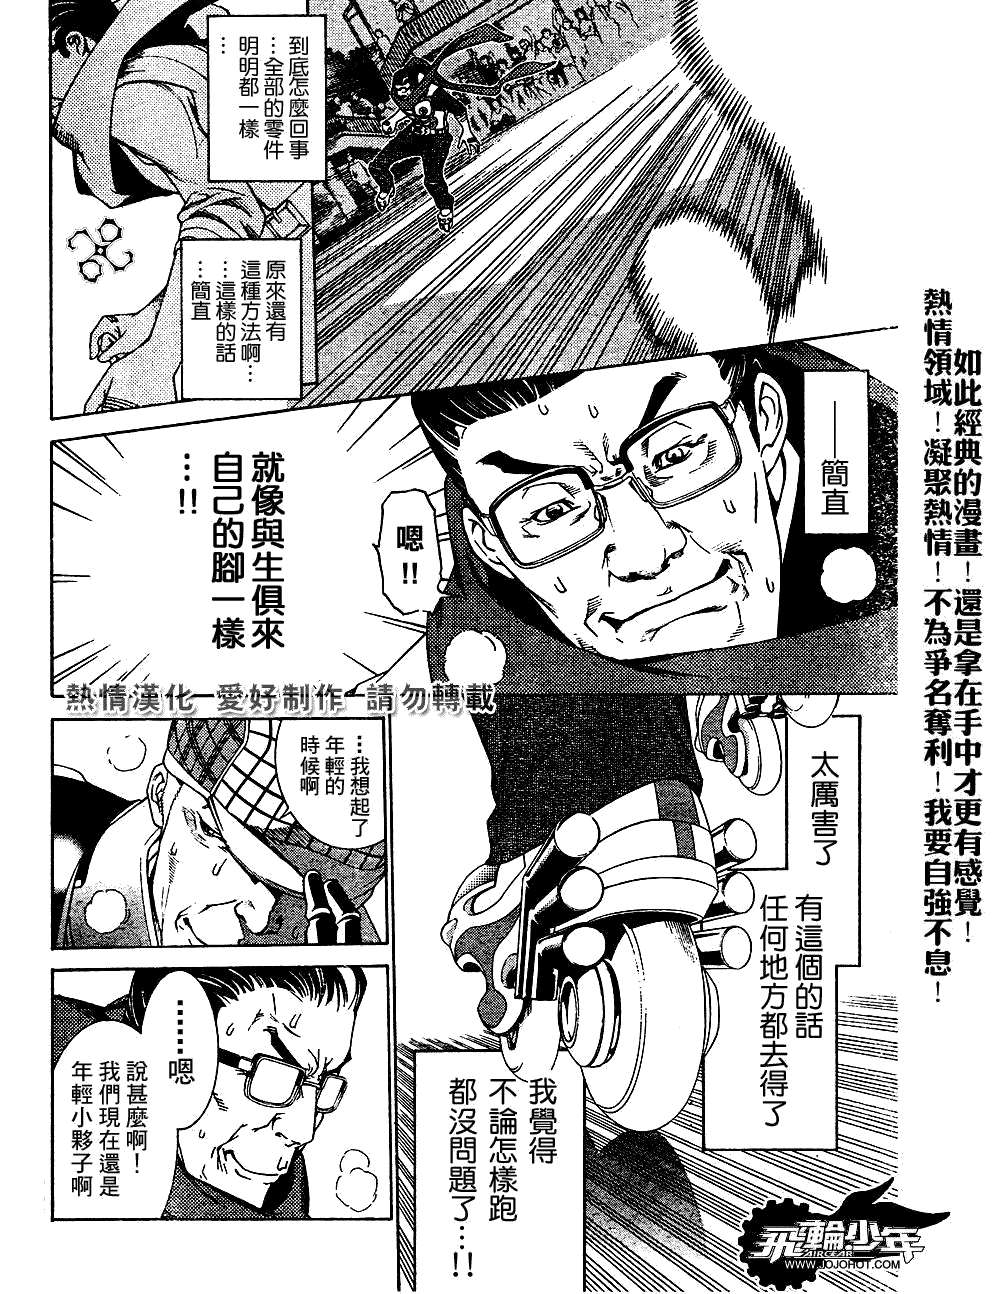 到底怎麼回事
…全部的零件
明明都一樣
…
原來還有
這種方法啊…
…這樣的話
…簡直
——簡直
嗯!!
就像與生俱來
自己的腳一樣
…!!
太厲害了
有這個的話
任何地方都去得了
我覺得
不論怎樣跑
都沒問題了…!!
…我想起了
年輕的
時候啊
……嗯
說甚麼啊!
我們現在還是
年輕小夥子啊
熱情漢化 愛好制作 請勿轉載
如此經典的漫畫!還是拿在手中才更有感覺!
熱情領域!凝聚熱情!不為爭名奪利!我要自強不息!
飛輪少年
AIRGEAR
WWW.JOJOHOT.COM